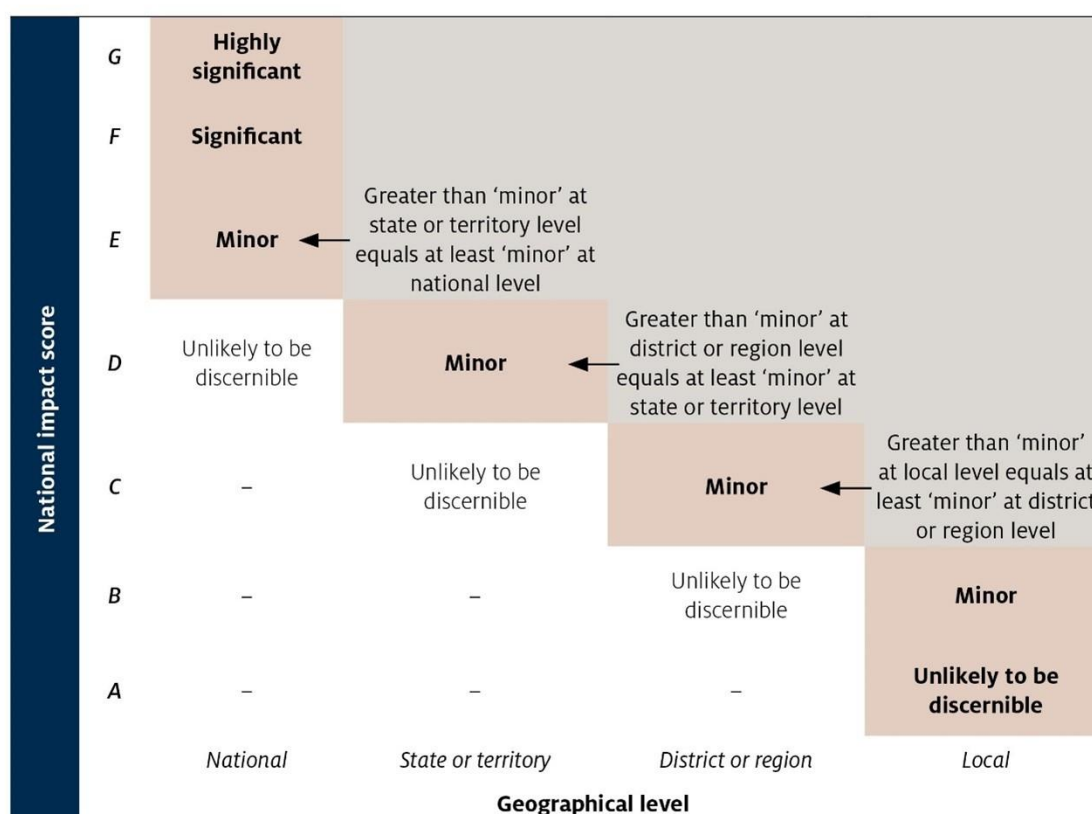 National impact score
G
Highly
significant
F
Significant
E
Minor
Greater than ‘minor’ at
state or territory level
equals at least ‘minor’ at
national level
D
Unlikely to be
discernible
Minor
Greater than ‘minor’ at
district or region level
equals at least ‘minor’ at
state or territory level
C
–
Unlikely to be
discernible
Minor
Greater than ‘minor’
at local level equals at
least ‘minor’ at district
or region level
B
–
–
Unlikely to be
discernible
Minor
A
–
–
–
Unlikely to be
discernible
National
State or territory
District or region
Local
Geographical level